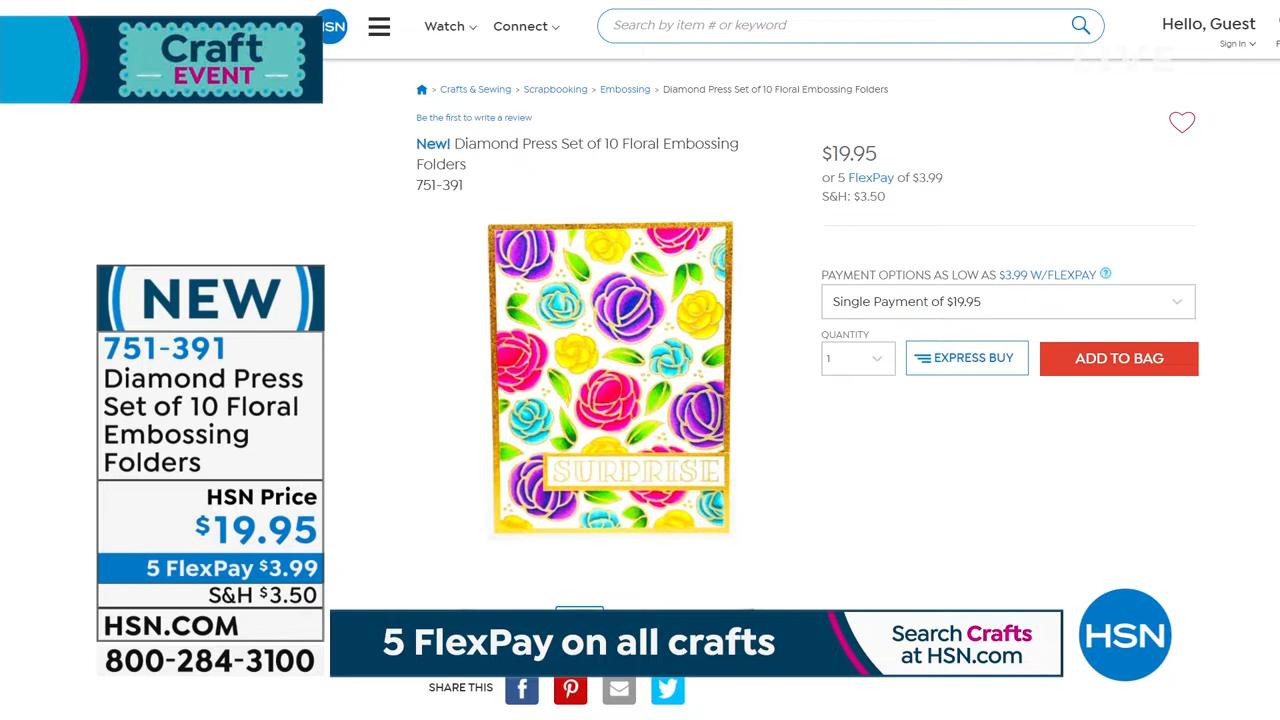 Craft
EVENT
HSN
Watch
Connect
Search by item # or keyword
Hello, Guest
Sign In
LIVE
> Crafts & Sewing > Scrapbooking > Embossing > Diamond Press Set of 10 Floral Embossing Folders
Be the first to write a review
New! Diamond Press Set of 10 Floral Embossing
Folders
751-391
$19.95
or 5 FlexPay of $3.99
S&H: $3.50
PAYMENT OPTIONS AS LOW AS $3.99 W/FLEXPAY ?
Single Payment of $19.95
QUANTITY
1
EXPRESS BUY
ADD TO BAG
SURPRISE
NEW
751-391
Diamond Press
Set of 10 Floral
Embossing
Folders
HSN Price
$19.95
5 FlexPay $3.99
S&H $3.50
HSN.COM
800-284-3100
5 FlexPay on all crafts
Search Crafts
at HSN.com
HSN
SHARE THIS